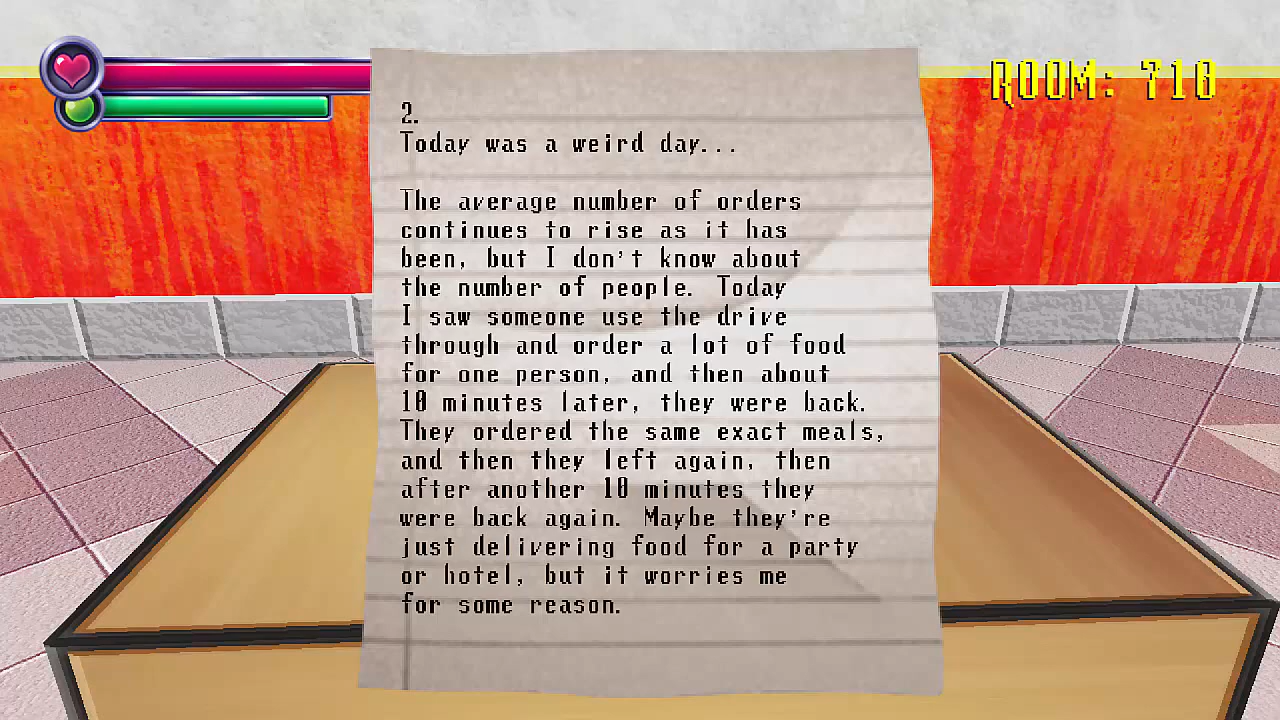 ROOM: 710
2.
Today was a weird day...
The average number of orders
continues to rise as it has
been, but I don't know about
the number of people. Today
I saw someone use the drive
through and order a lot of food
for one person, and then about
10 minutes later, they were back.
They ordered the same exact meals,
and then they left again, then
after another 10 minutes they
were back again. Maybe they're
just delivering food for a party
or hotel, but it worries me
for some reason.